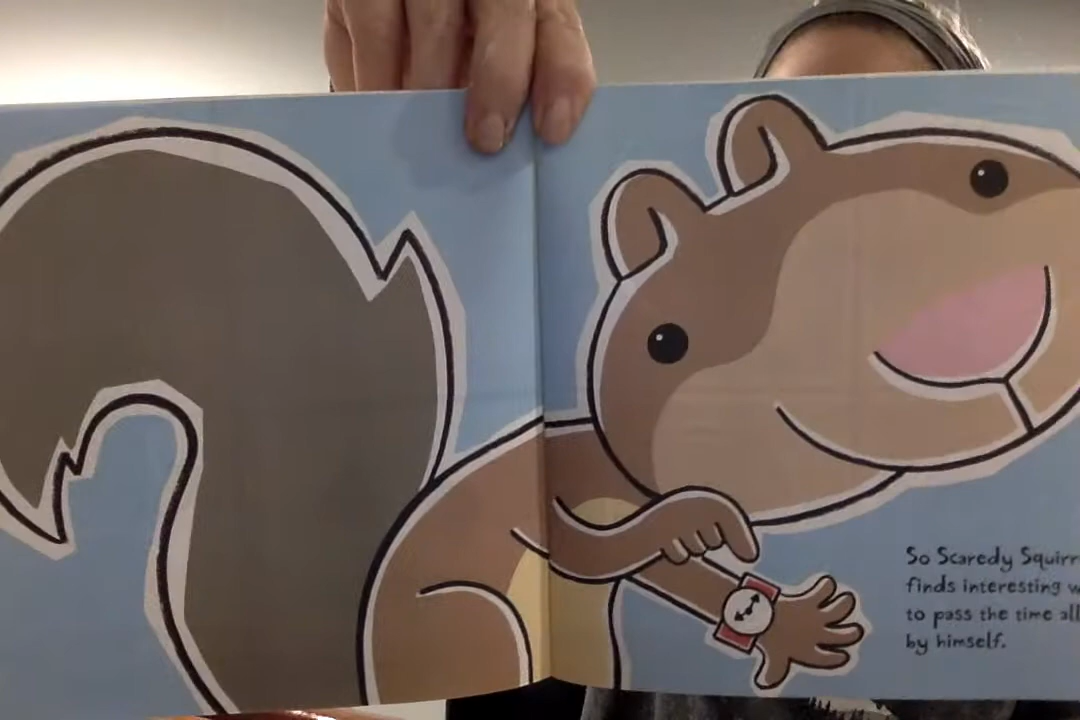 So Scaredy
finds interesting
to pass the time all
by himself.